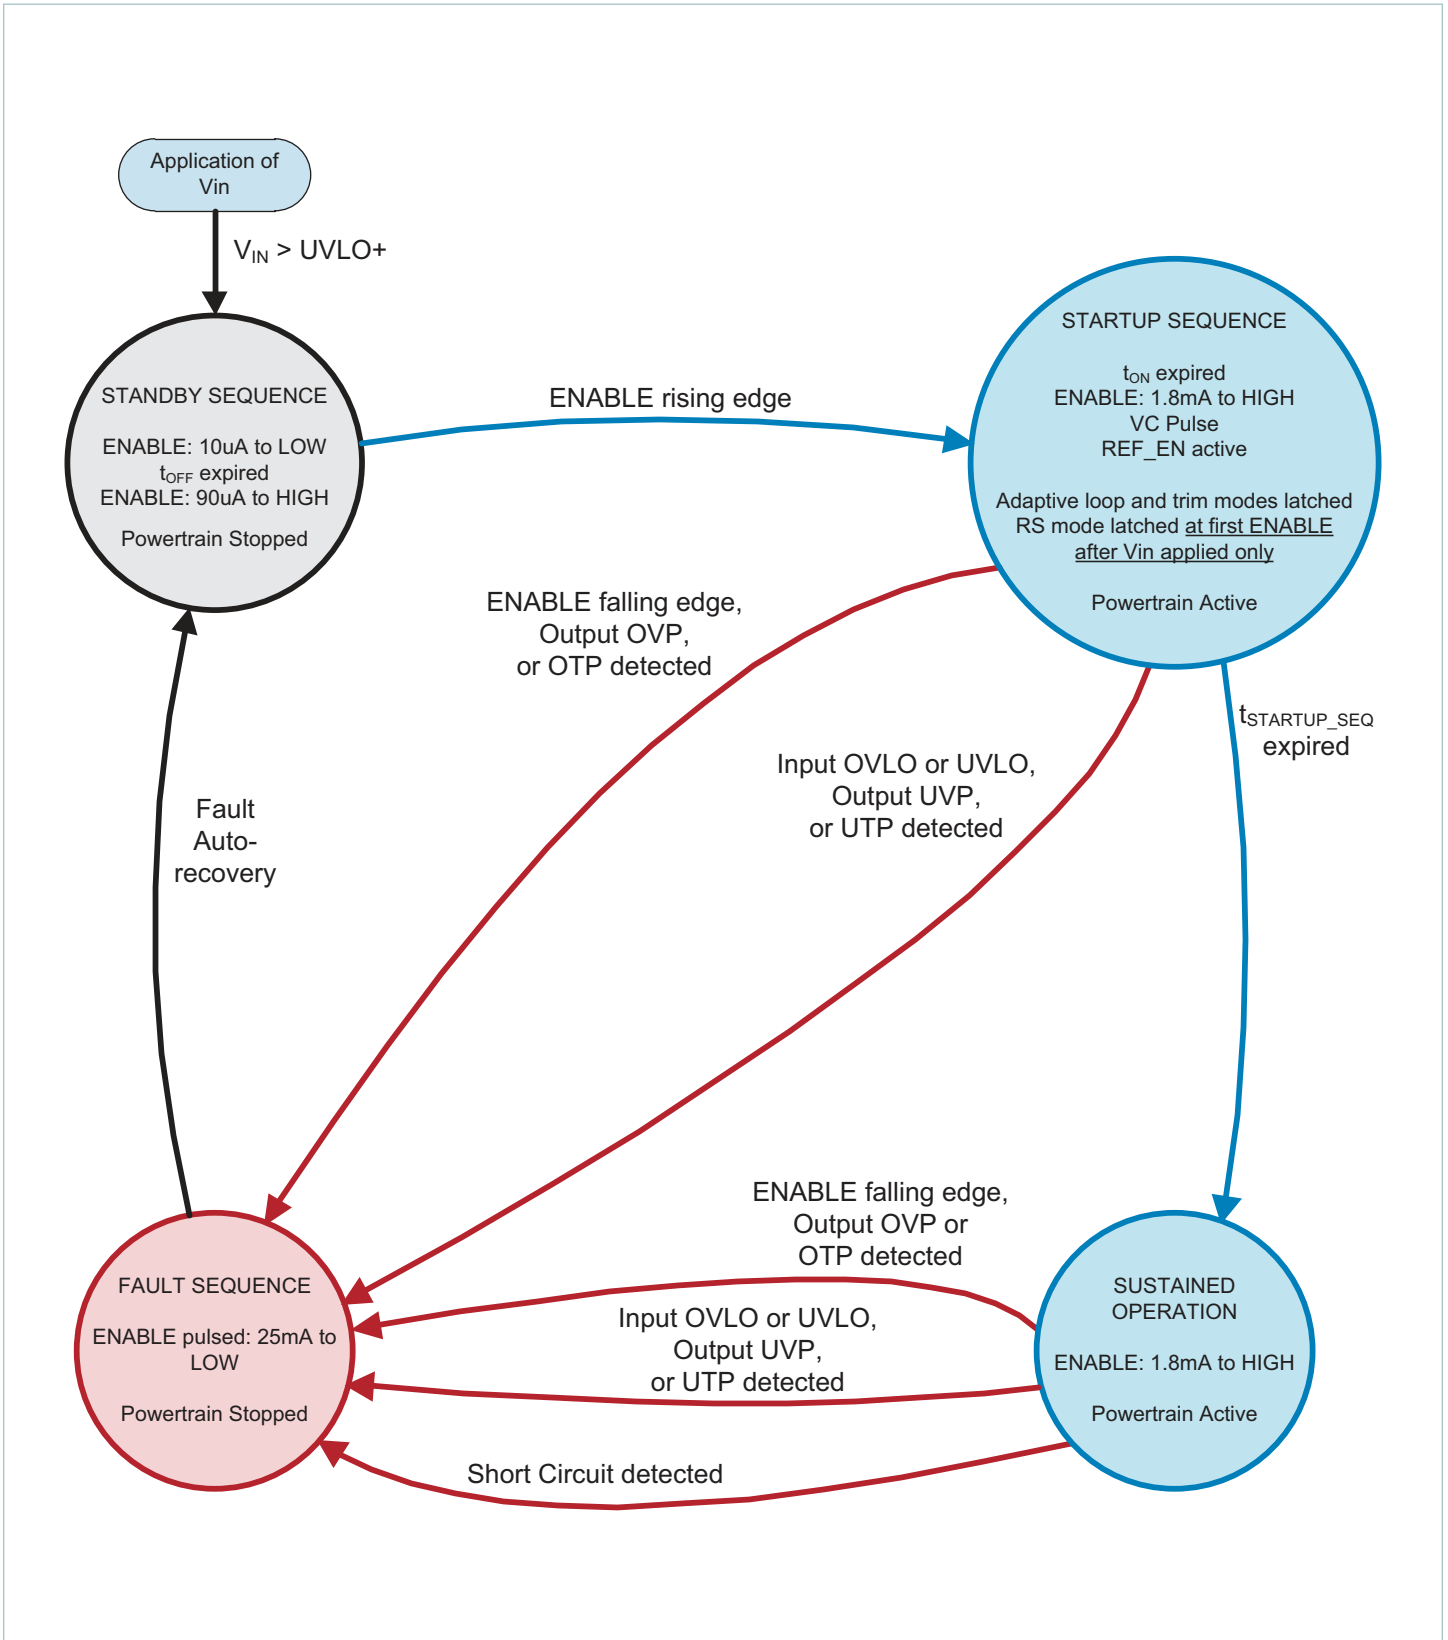 Application of
Vin
V_IN > UVLO+
STANDBY SEQUENCE
ENABLE: 10uA to LOW
t_OFF expired
ENABLE: 90uA to HIGH
Powertrain Stopped
ENABLE rising edge
STARTUP SEQUENCE
t_ON expired
ENABLE: 1.8mA to HIGH
VC Pulse
REF_EN active
Adaptive loop and trim modes latched
RS mode latched at first ENABLE
after Vin applied only
Powertrain Active
ENABLE falling edge,
Output OVP,
or OTP detected
Input OVLO or UVLO,
Output UVP,
or UTP detected
t_STARTUP_SEQ
expired
Fault
Auto-
recovery
ENABLE falling edge,
Output OVP or
OTP detected
Input OVLO or UVLO,
Output UVP,
or UTP detected
Short Circuit detected
FAULT SEQUENCE
ENABLE pulsed: 25mA to
LOW
Powertrain Stopped
SUSTAINED
OPERATION
ENABLE: 1.8mA to HIGH
Powertrain Active